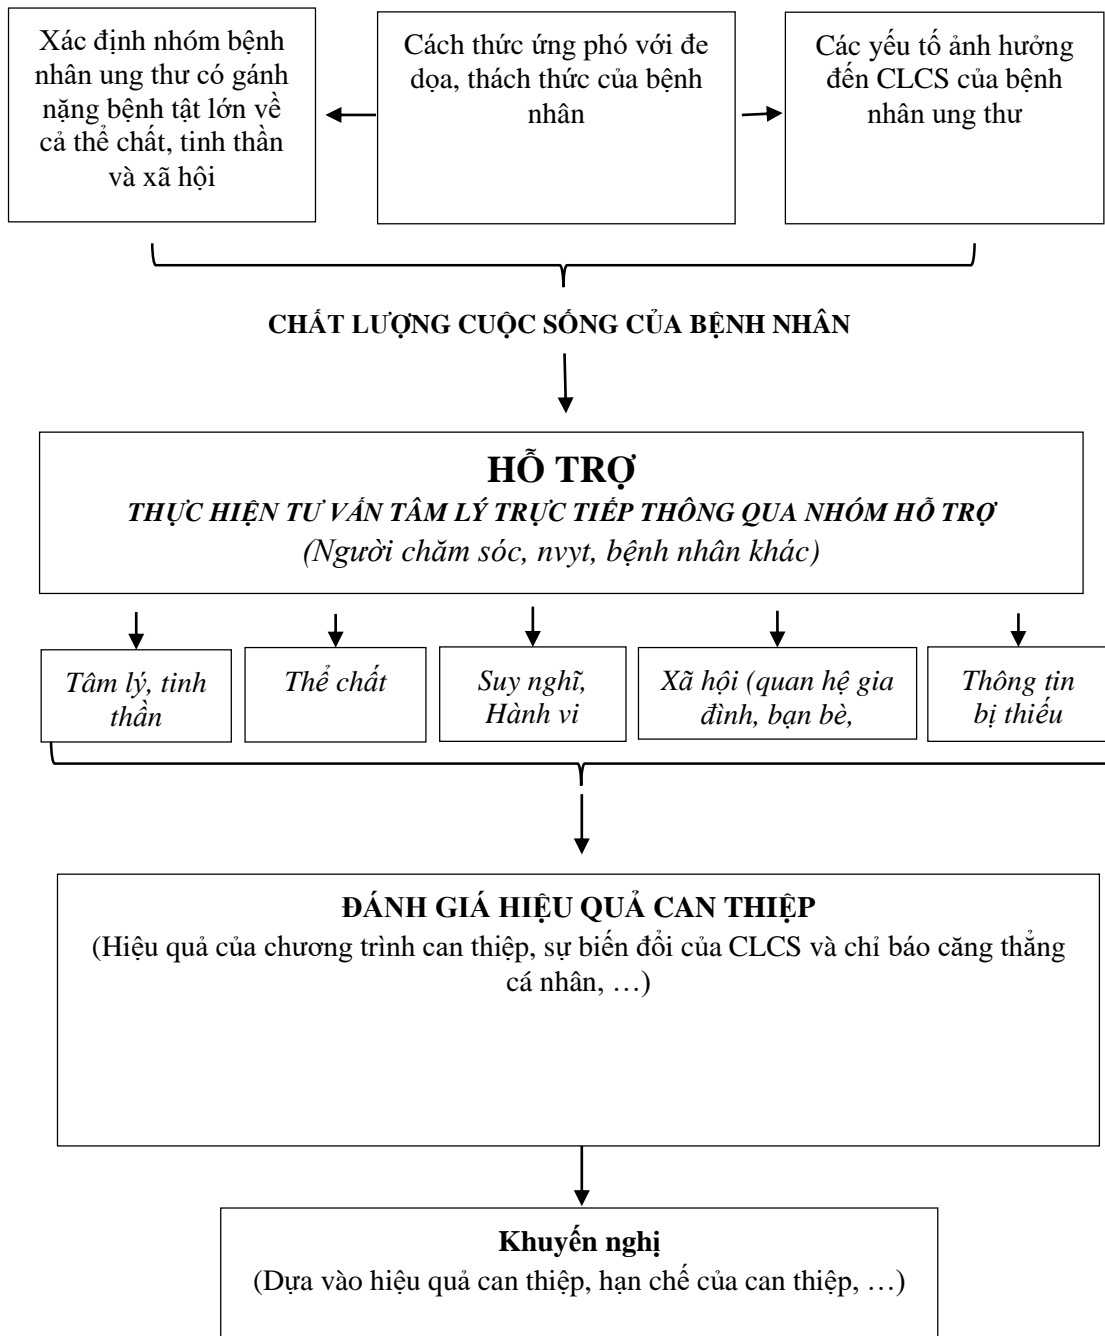 Xác định nhóm bệnh
nhân ung thư có gánh
nặng bệnh tật lớn về
cả thể chất, tinh thần
và xã hội
Cách thức ứng phó với đe
dọa, thách thức của bệnh
nhân
Các yếu tố ảnh hưởng
đến CLCS của bệnh
nhân ung thư
CHẤT LƯỢNG CUỘC SỐNG CỦA BỆNH NHÂN
HỖ TRỢ
THỰC HIỆN TƯ VẤN TÂM LÝ TRỰC TIẾP THÔNG QUA NHÓM HỖ TRỢ
(Người chăm sóc, nvyt, bệnh nhân khác)
Tâm lý, tinh
thần
Thể chất
Suy nghĩ,
Hành vi
Xã hội (quan hệ gia
đình, bạn bè,
Thông tin
bị thiếu
ĐÁNH GIÁ HIỆU QUẢ CAN THIỆP
(Hiệu quả của chương trình can thiệp, sự biến đổi của CLCS và chỉ báo căng thẳng
cá nhân, …)
Khuyến nghị
(Dựa vào hiệu quả can thiệp, hạn chế của can thiệp, …)